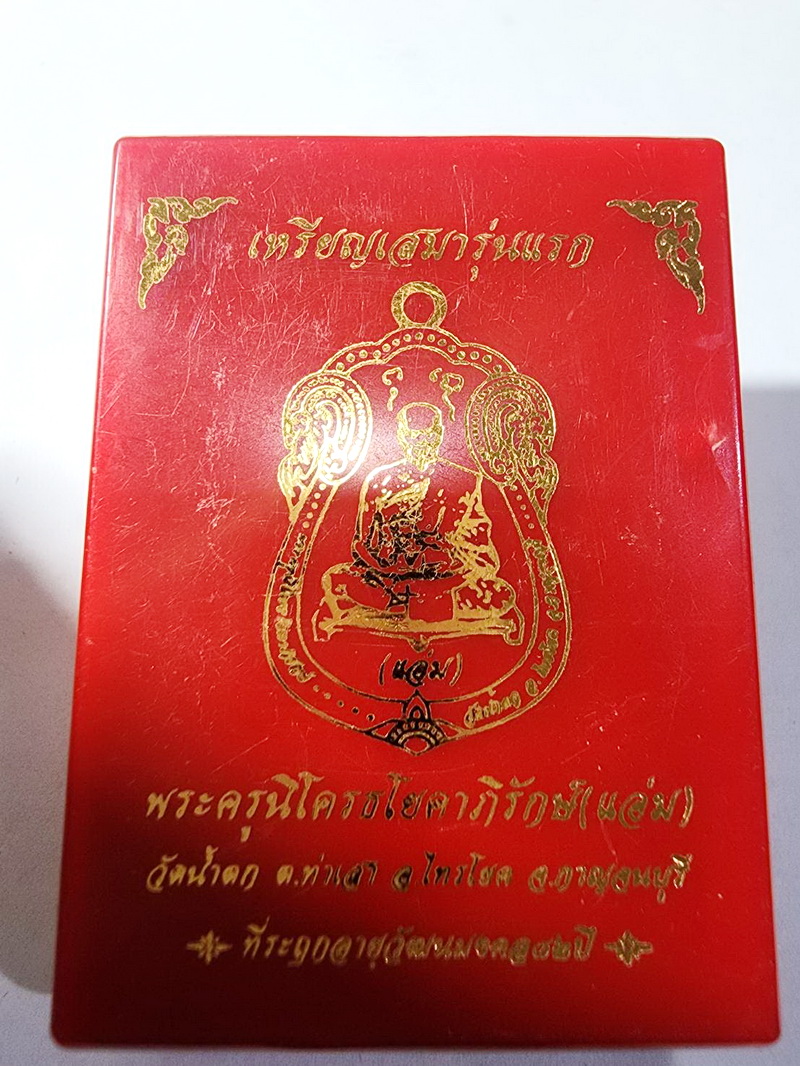 เหรียญเสมารุ่นแรก
(แอ่ม)
พระครูนิโครธโยคาภิรักษ์(แอ่ม)
วัดน้ำตก ต.ท่าเสา อ.ไทรโยค จ.กาญจนบุรี
ที่ระฤกอายุวัฒนมงคล๘๒ปี